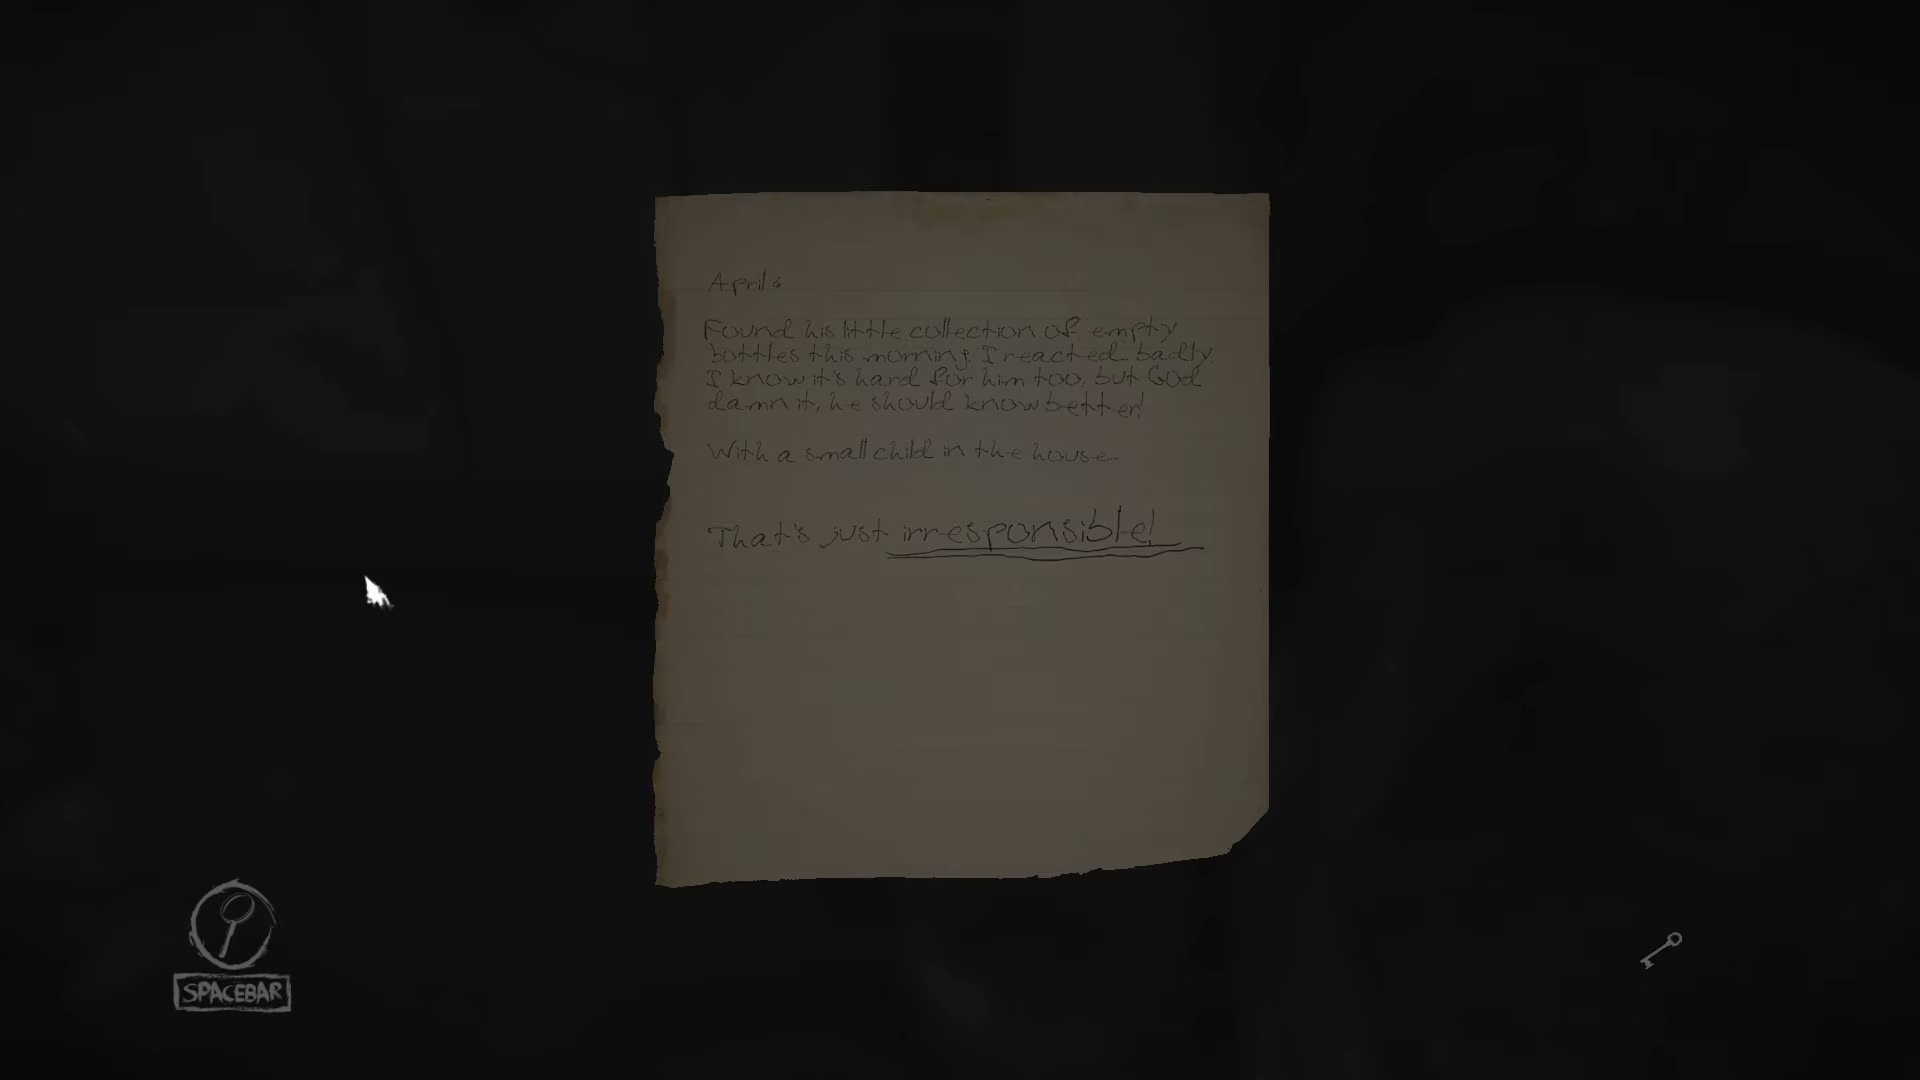 April 6
Found his little collection of empty
bottles this morning. I reacted... badly.
I know it's hard for him too, but God
damn it, he should know better!
With a small child in the house...
That's just irresponsible!
SPACEBAR